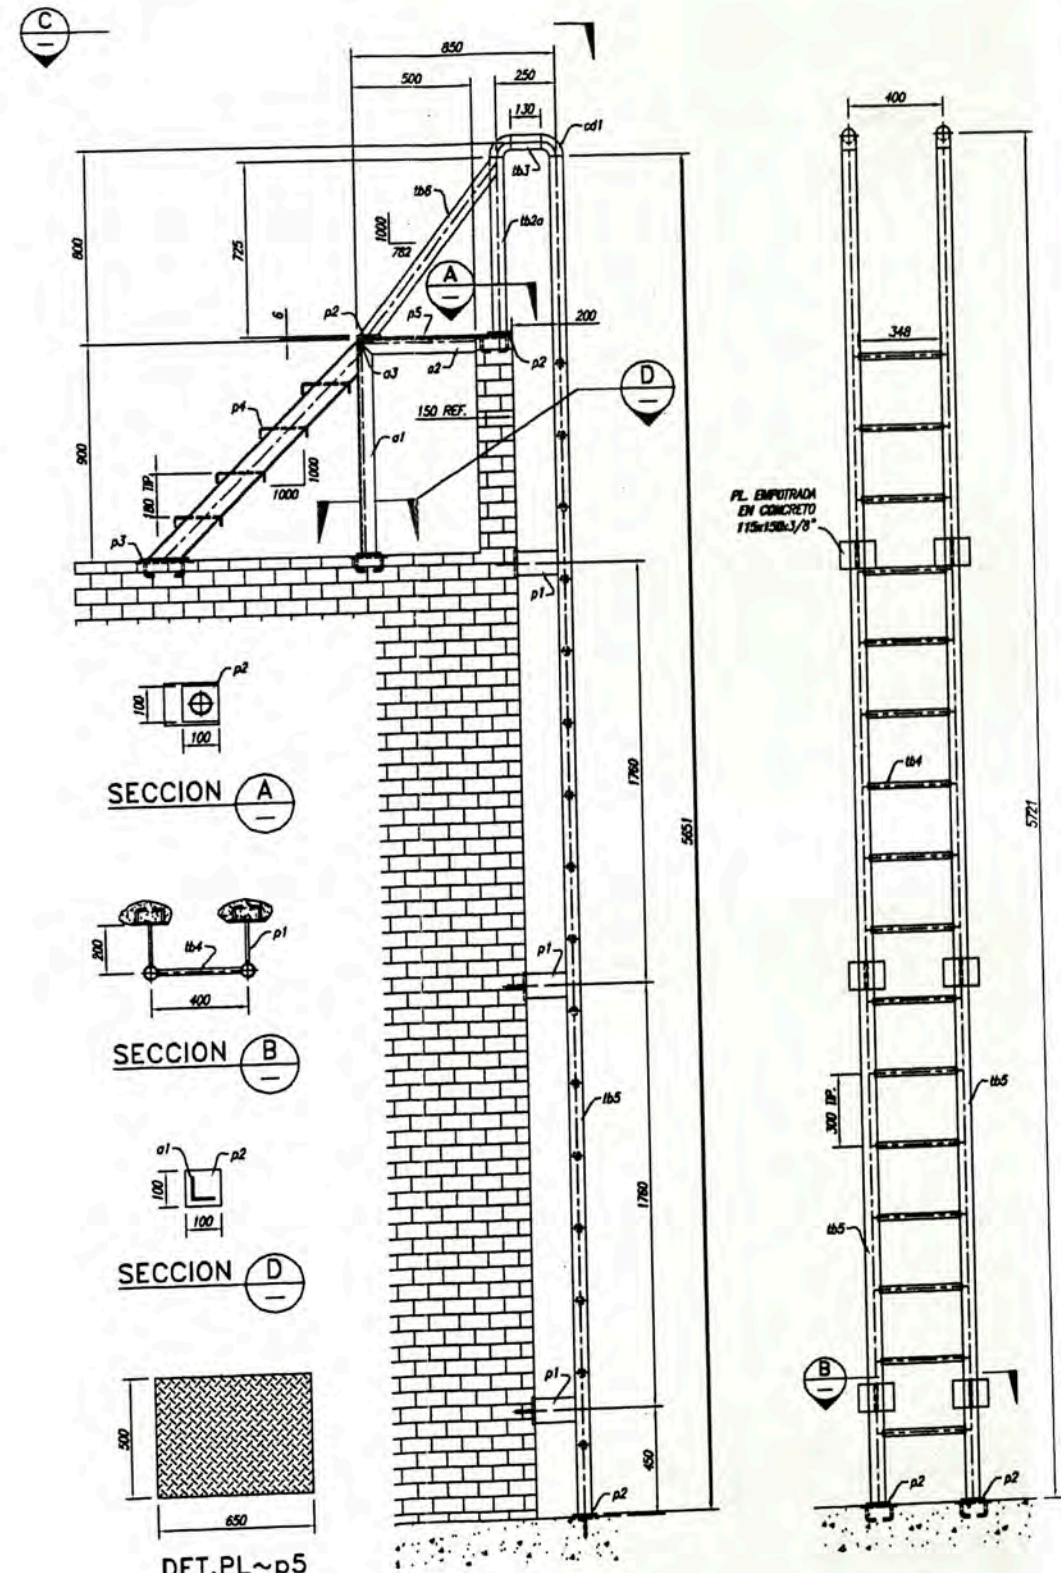 C
850
500
250
130
cd1
tb3
400
tb6
800
725
1000
782
tb2a
A
6
p2
p5
200
348
a3
a2
p2
D
p4
150 REF.
a1
900
180 TIP.
1000
1000
PL. EMPOTRADA
EN CONCRETO
115x150x3/8"
p3
p1
p2
100
100
SECCION A
1760
5651
tb4
5721
200
tb4
p1
400
p1
SECCION B
tb5
300 TIP.
tb5
a1
p2
100
100
1760
tb5
SECCION D
B
p1
500
450
650
p2
p2
p2
DET.PL~p5